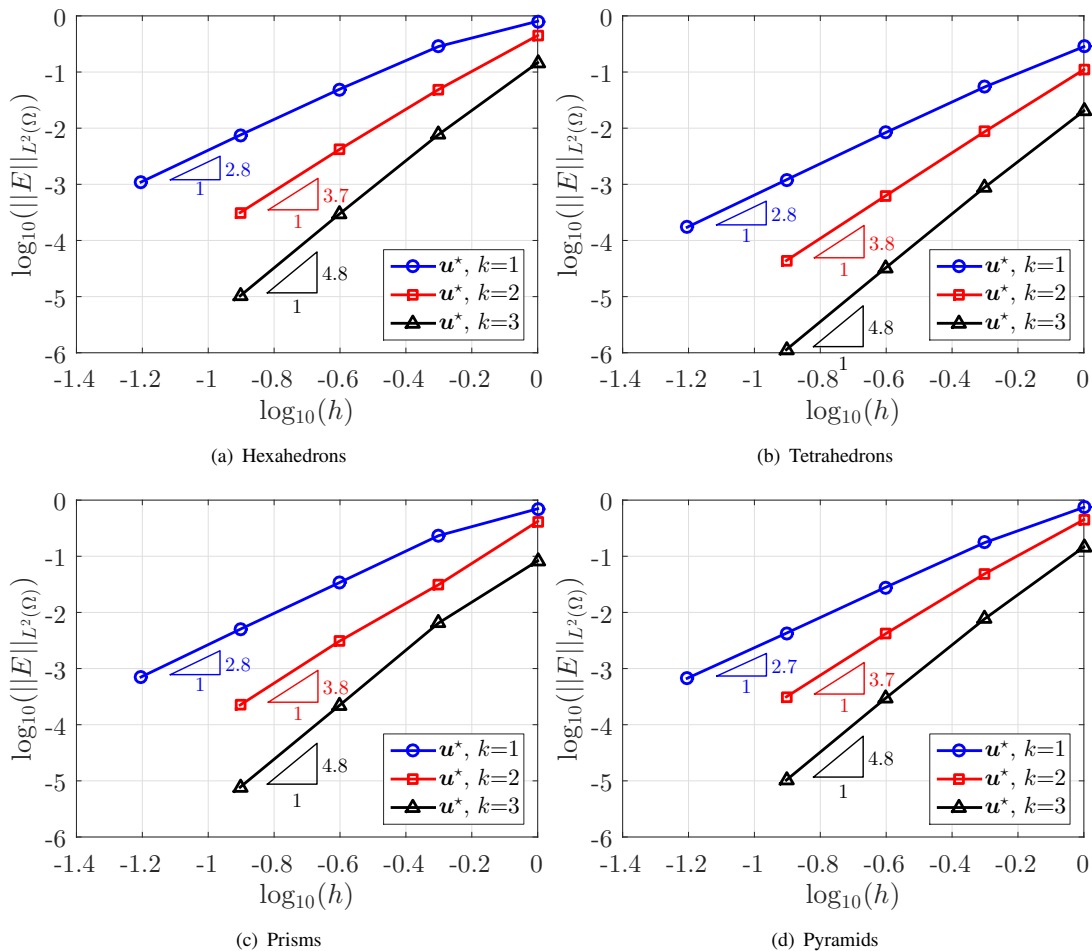 0
-1
-2
-3
-4
-5
-6
log10(||E||L2(Ω))
2.8
1
3.7
1
4.8
1
u⋆, k=1
u⋆, k=2
u⋆, k=3
-1.4 -1.2 -1 -0.8 -0.6 -0.4 -0.2 0
log10(h)
(a) Hexahedrons
0
-1
-2
-3
-4
-5
-6
log10(||E||L2(Ω))
2.8
1
3.8
1
4.8
1
u⋆, k=1
u⋆, k=2
u⋆, k=3
-1.4 -1.2 -1 -0.8 -0.6 -0.4 -0.2 0
log10(h)
(b) Tetrahedrons
0
-1
-2
-3
-4
-5
-6
log10(||E||L2(Ω))
2.8
1
3.8
1
4.8
1
u⋆, k=1
u⋆, k=2
u⋆, k=3
-1.4 -1.2 -1 -0.8 -0.6 -0.4 -0.2 0
log10(h)
(c) Prisms
0
-1
-2
-3
-4
-5
-6
log10(||E||L2(Ω))
2.7
1
3.7
1
4.8
1
u⋆, k=1
u⋆, k=2
u⋆, k=3
-1.4 -1.2 -1 -0.8 -0.6 -0.4 -0.2 0
log10(h)
(d) Pyramids